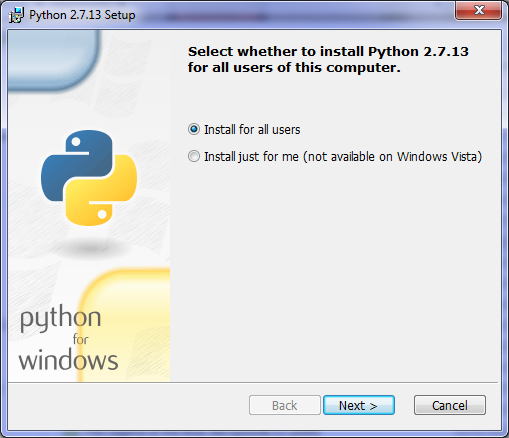 Python 2.7.13 Setup
Select whether to install Python 2.7.13
for all users of this computer.
Install for all users
Install just for me (not available on Windows Vista)
python
for
windows
Back
Next >
Cancel